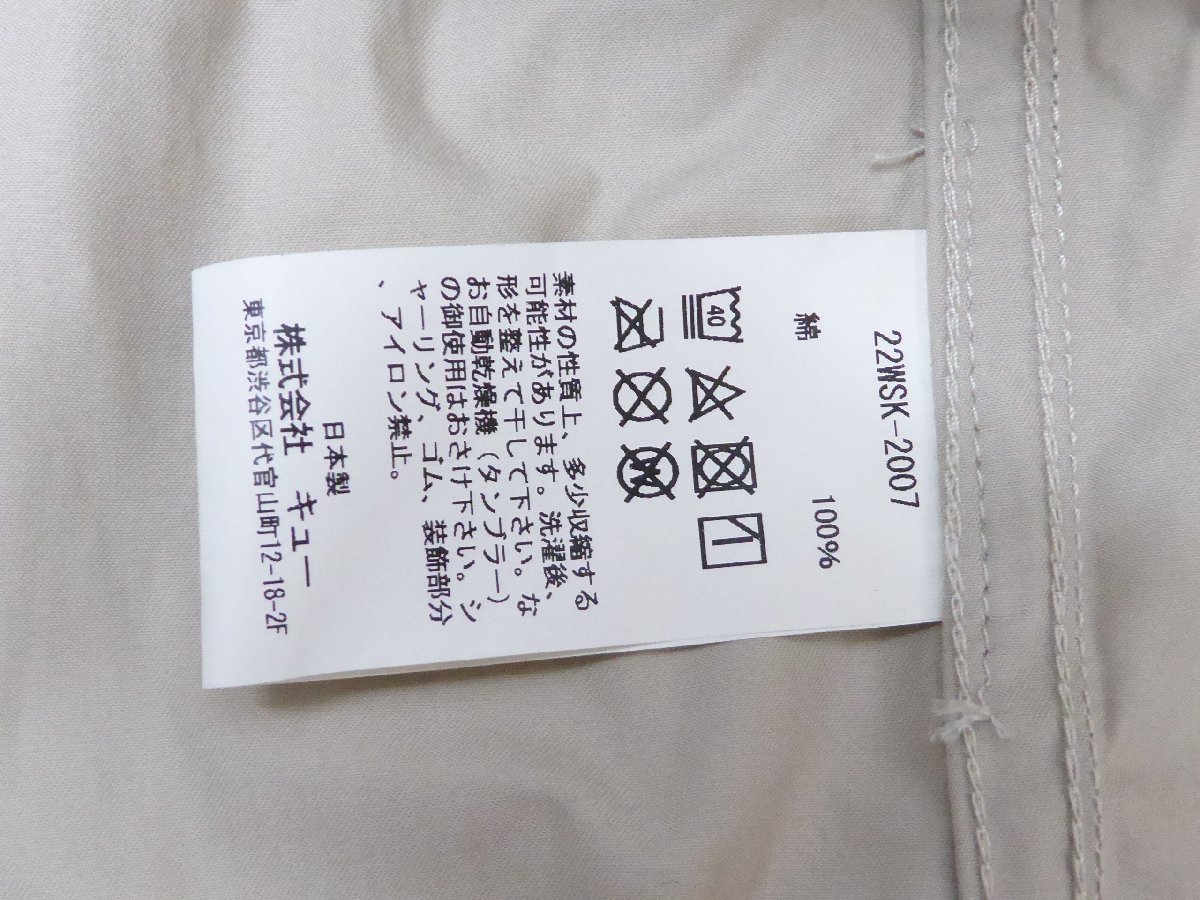 22WSK-2007
綿 100%
40
素材の性質上、多少収縮する
可能性があります。洗濯後、
形を整えて干して下さい。な
お自動乾燥機（タンブラー）
の御使用はおさけ下さい。シ
ャーリング、ゴム、装飾部分
、アイロン禁止。
日本製
株式会社 キュー
東京都渋谷区代官山町12-18-2F